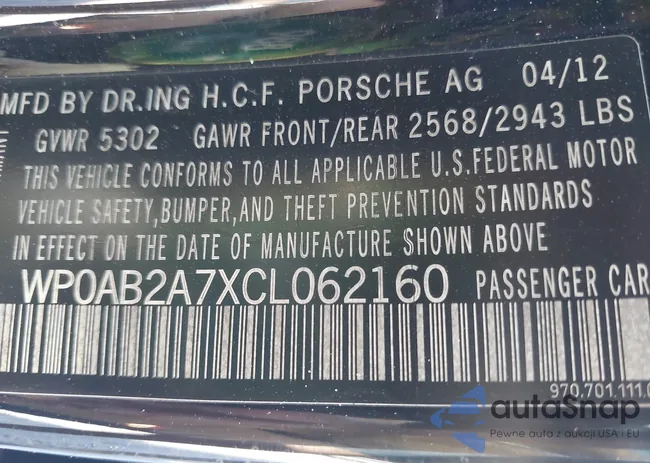 MFD BY DR.ING H.C.F. PORSCHE AG 04/12
GVWR 5302 GAWR FRONT/REAR 2568/2943 LBS
THIS VEHICLE CONFORMS TO ALL APPLICABLE U.S.FEDERAL MOTOR
VEHICLE SAFETY,BUMPER,AND THEFT PREVENTION STANDARDS
IN EFFECT ON THE DATE OF MANUFACTURE SHOWN ABOVE
WP0AB2A7XCL062160 PASSENGER CAR
970.701.111.
autoSnap
Pewne auta z aukcji USA i EU